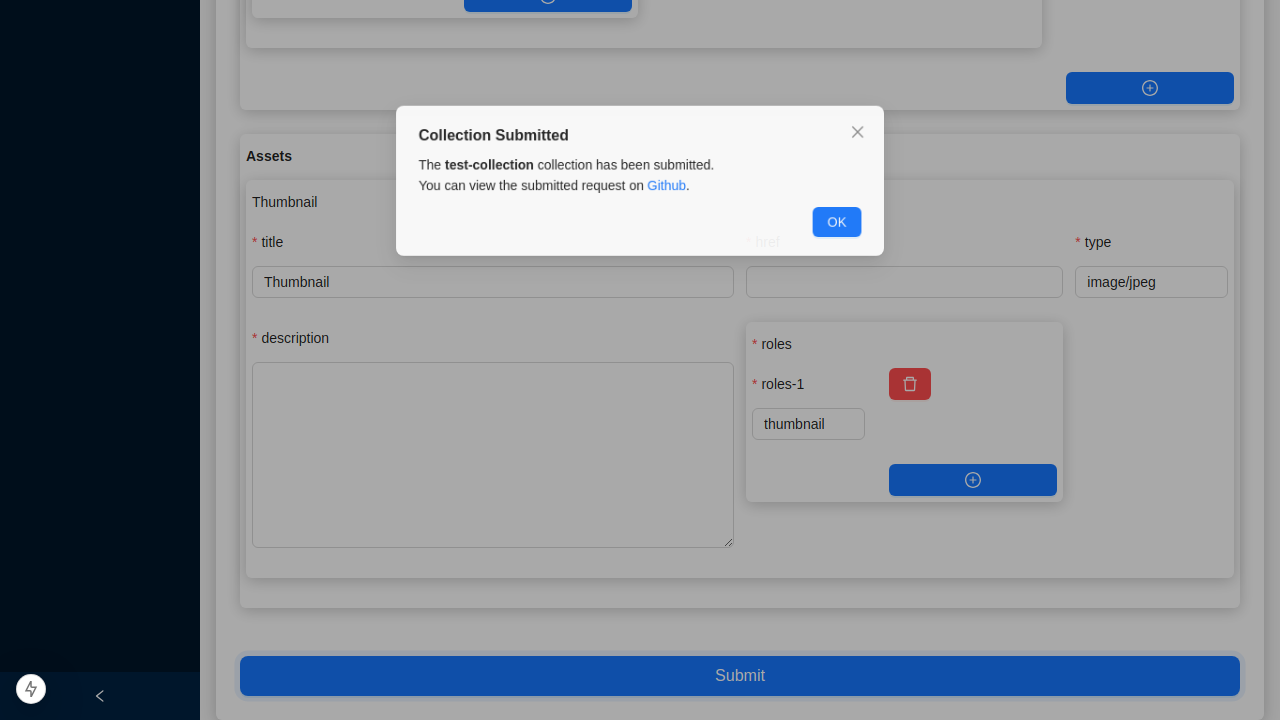 Collection Submitted
The test-collection collection has been submitted.
You can view the submitted request on Github.
OK
Assets
Thumbnail
* title
* href
* type
Thumbnail
image/jpeg
* description
* roles
* roles-1
thumbnail
Submit